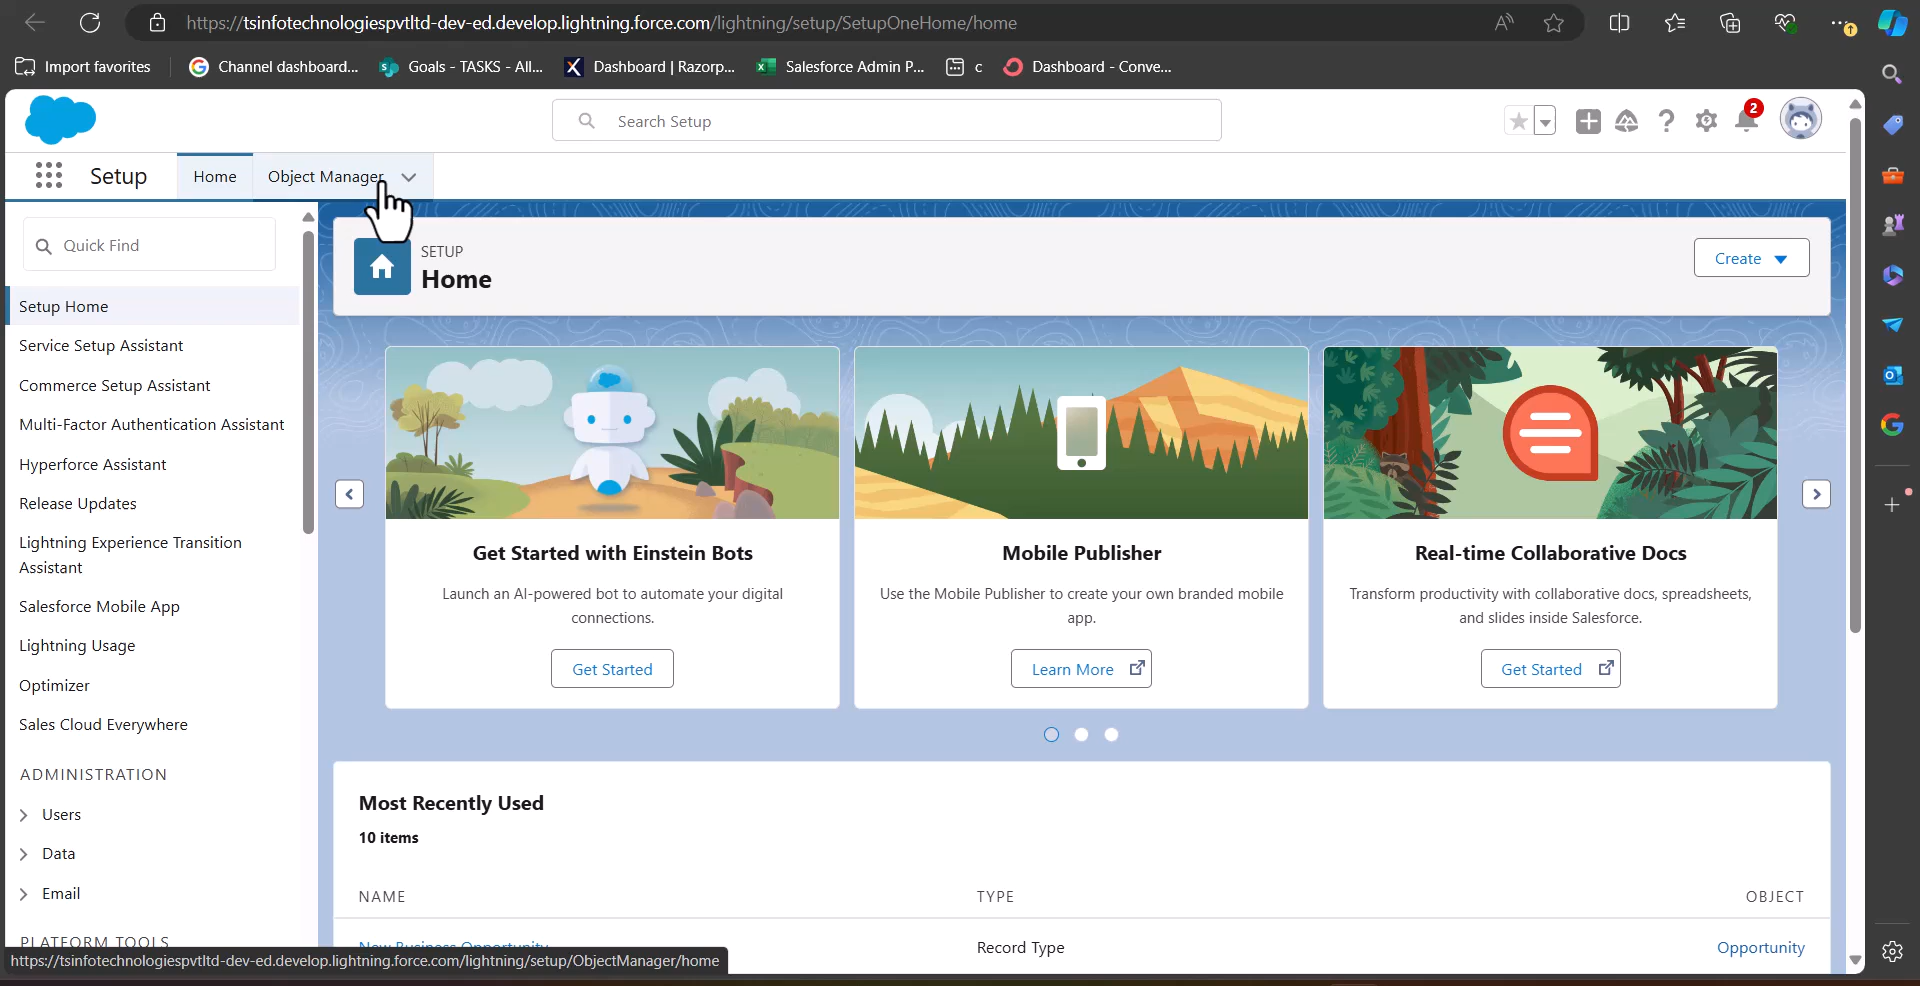 https://tsinfotechnologiespvtltd-dev-ed.develop.lightning.force.com/lightning/setup/SetupOneHome/home
Import favorites
Channel dashboard...
Goals - TASKS - All...
Dashboard | Razorp...
Salesforce Admin P...
c
Dashboard - Conve...
Search Setup
2
Setup
Home
Object Manager
Quick Find
SETUP
Home
Create
Setup Home
Service Setup Assistant
Commerce Setup Assistant
Multi-Factor Authentication Assistant
Hyperforce Assistant
Release Updates
Lightning Experience Transition
Assistant
Salesforce Mobile App
Lightning Usage
Optimizer
Sales Cloud Everywhere
ADMINISTRATION
Users
Data
Email
PLATFORM TOOLS
Get Started with Einstein Bots
Launch an AI-powered bot to automate your digital
connections.
Get Started
Mobile Publisher
Use the Mobile Publisher to create your own branded mobile
app.
Learn More
Real-time Collaborative Docs
Transform productivity with collaborative docs, spreadsheets,
and slides inside Salesforce.
Get Started
Most Recently Used
10 items
NAME TYPE OBJECT
New Business Opportunity Record Type Opportunity
https://tsinfotechnologiespvtltd-dev-ed.develop.lightning.force.com/lightning/setup/ObjectManager/home